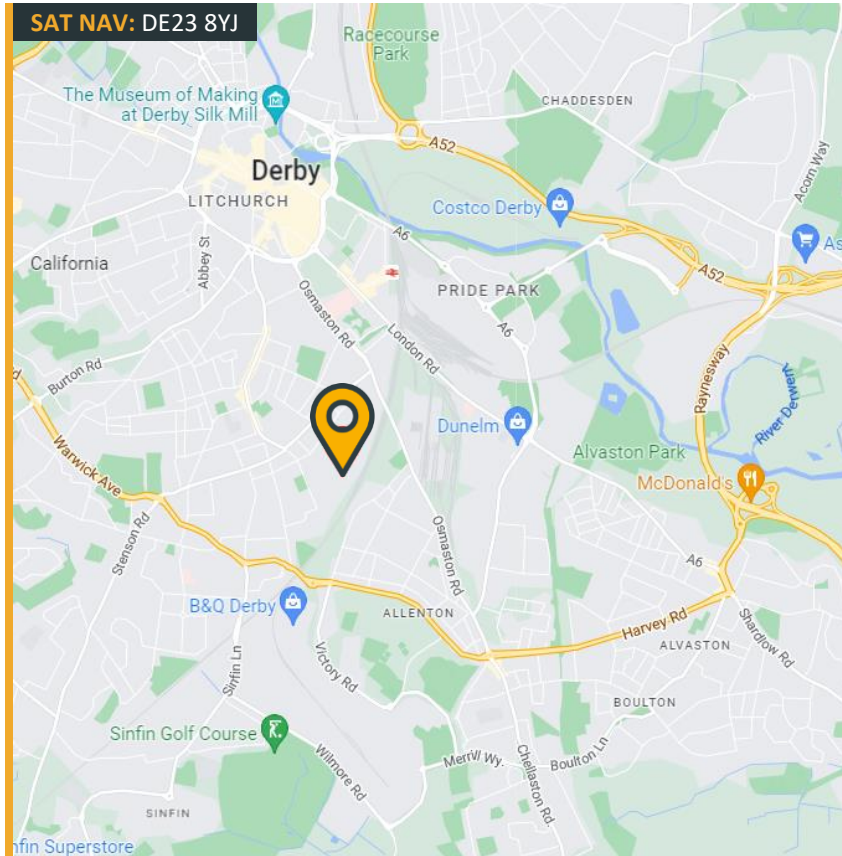 SAT NAV: DE23 8YJ
Racecourse
Park
The Museum of Making
at Derby Silk Mill
CHADDESDEN
A52
Acorn Way
Derby
LITCHURCH
Costco Derby
A6
California
Abbey St
A52
PRIDE PARK
Osmaston Rd
London Rd
A6
Burton Rd
Raynesway
River Derwent
Dunelm
Alvaston Park
Warwick Ave
McDonald's
Stenson Rd
Osmaston Rd
A6
B&Q Derby
ALLENTON
Harvey Rd
Shardlow Rd
ALVASTON
Sinfin Ln
Victory Rd
BOULTON
Sinfin Golf Course
Wilmore Rd
Merrill Wy.
Boulton Ln
Chellaston Rd.
SINFIN
nfin Superstore